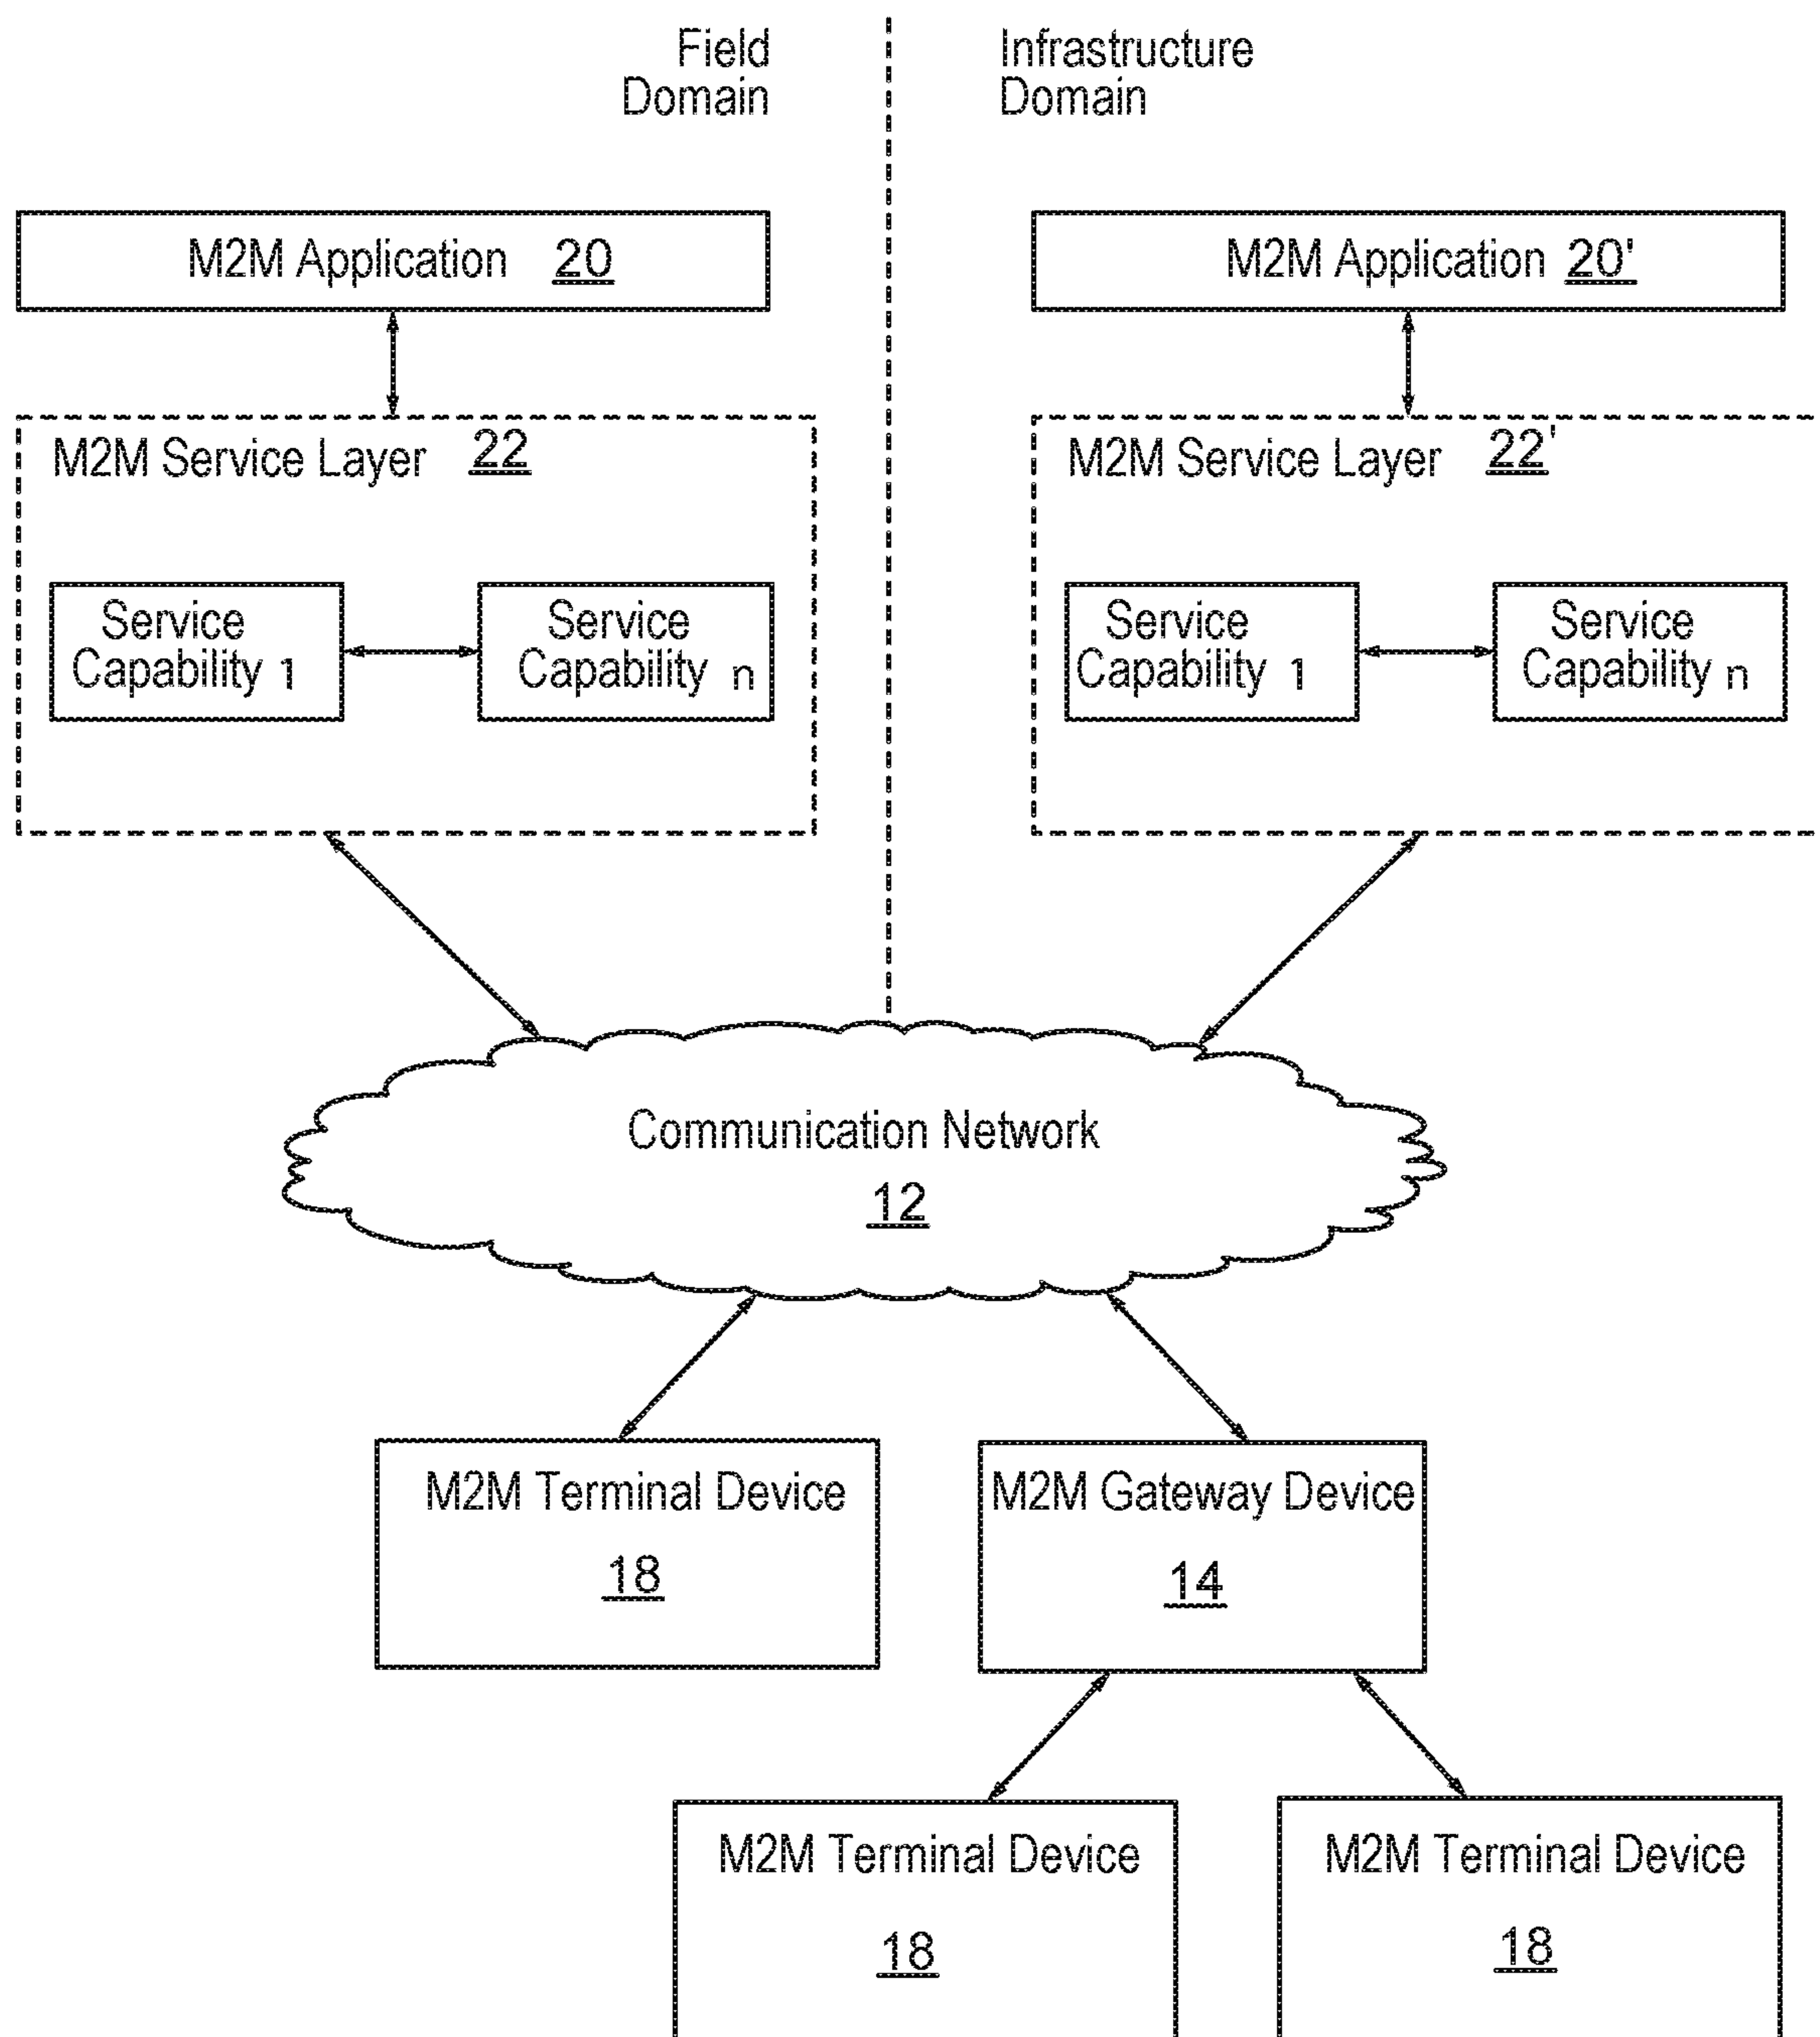 Field
Domain
Infrastructure
Domain
M2M Application 20
M2M Application 20'
M2M Service Layer 22
Service
Capability 1
Service
Capability n
M2M Service Layer 22'
Service
Capability 1
Service
Capability n
Communication Network
12
M2M Terminal Device
18
M2M Gateway Device
14
M2M Terminal Device
18
M2M Terminal Device
18